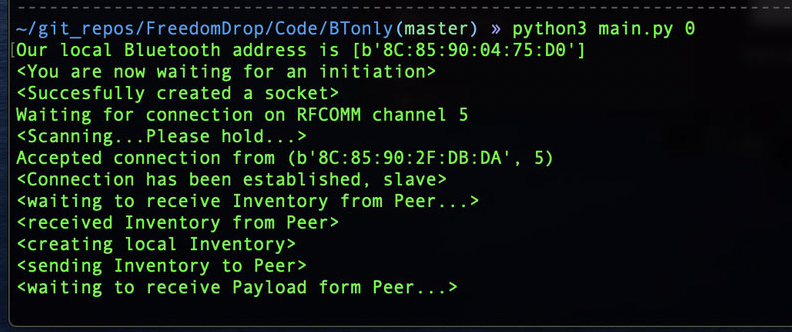 ~/git_repos/FreedomDrop/Code/BTonly(master) » python3 main.py 0
[Our local Bluetooth address is [b'8C:85:90:04:75:D0']
<You are now waiting for an initiation>
<Succesfully created a socket>
Waiting for connection on RFCOMM channel 5
<Scanning...Please hold...>
Accepted connection from (b'8C:85:90:2F:DB:DA', 5)
<Connection has been established, slave>
<waiting to receive Inventory from Peer...>
<received Inventory from Peer>
<creating local Inventory>
<sending Inventory to Peer>
<waiting to receive Payload form Peer...>